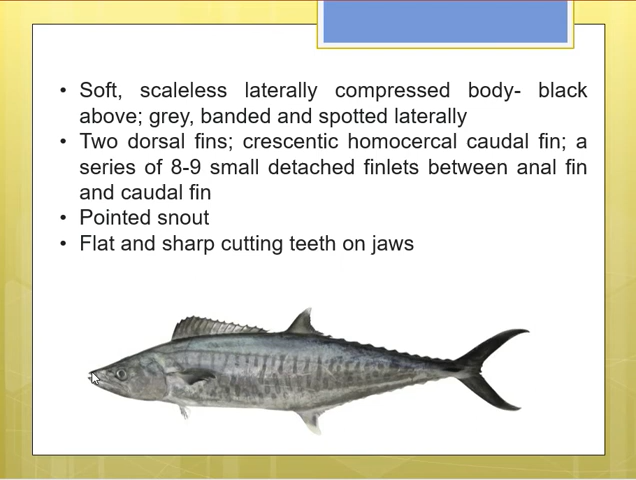 • Soft, scaleless laterally compressed body- black
above; grey, banded and spotted laterally
• Two dorsal fins; crescentic homocercal caudal fin; a
series of 8-9 small detached finlets between anal fin
and caudal fin
• Pointed snout
• Flat and sharp cutting teeth on jaws